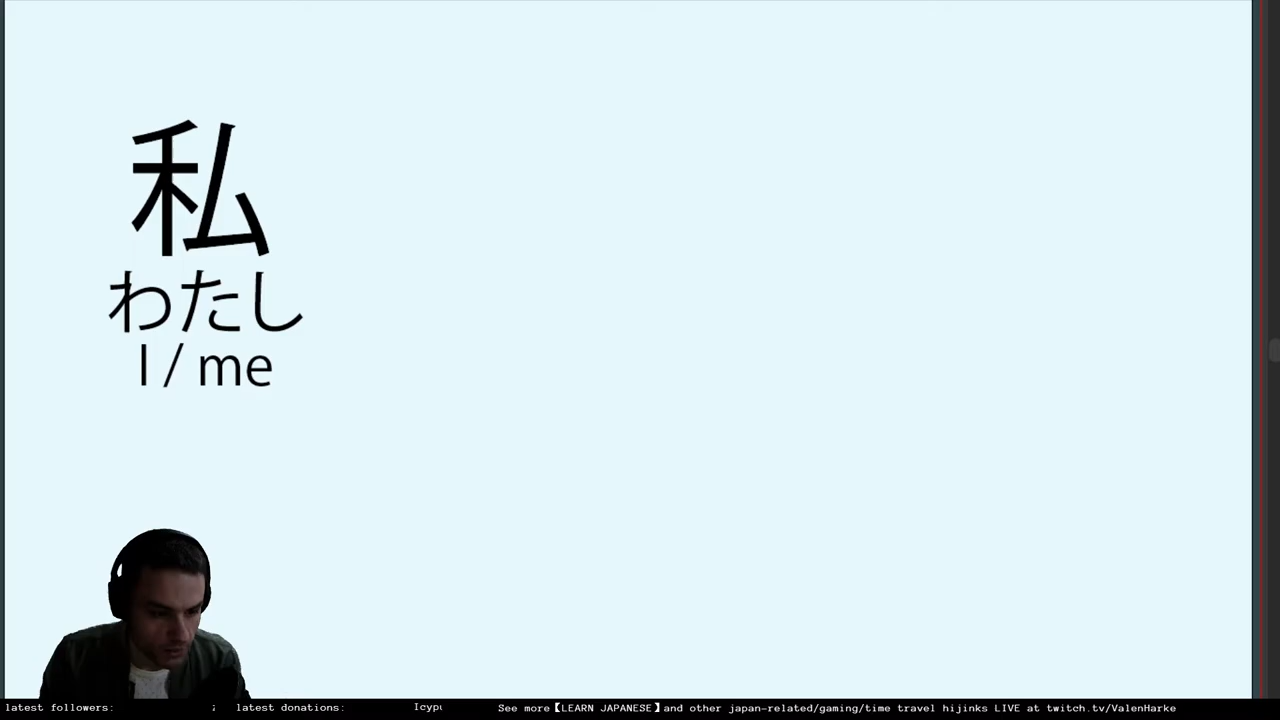 私
わたし
I / me
latest followers: latest donations: See more【LEARN JAPANESE】and other japan-related/gaming/time travel hijinks LIVE at twitch.tv/ValenHarke